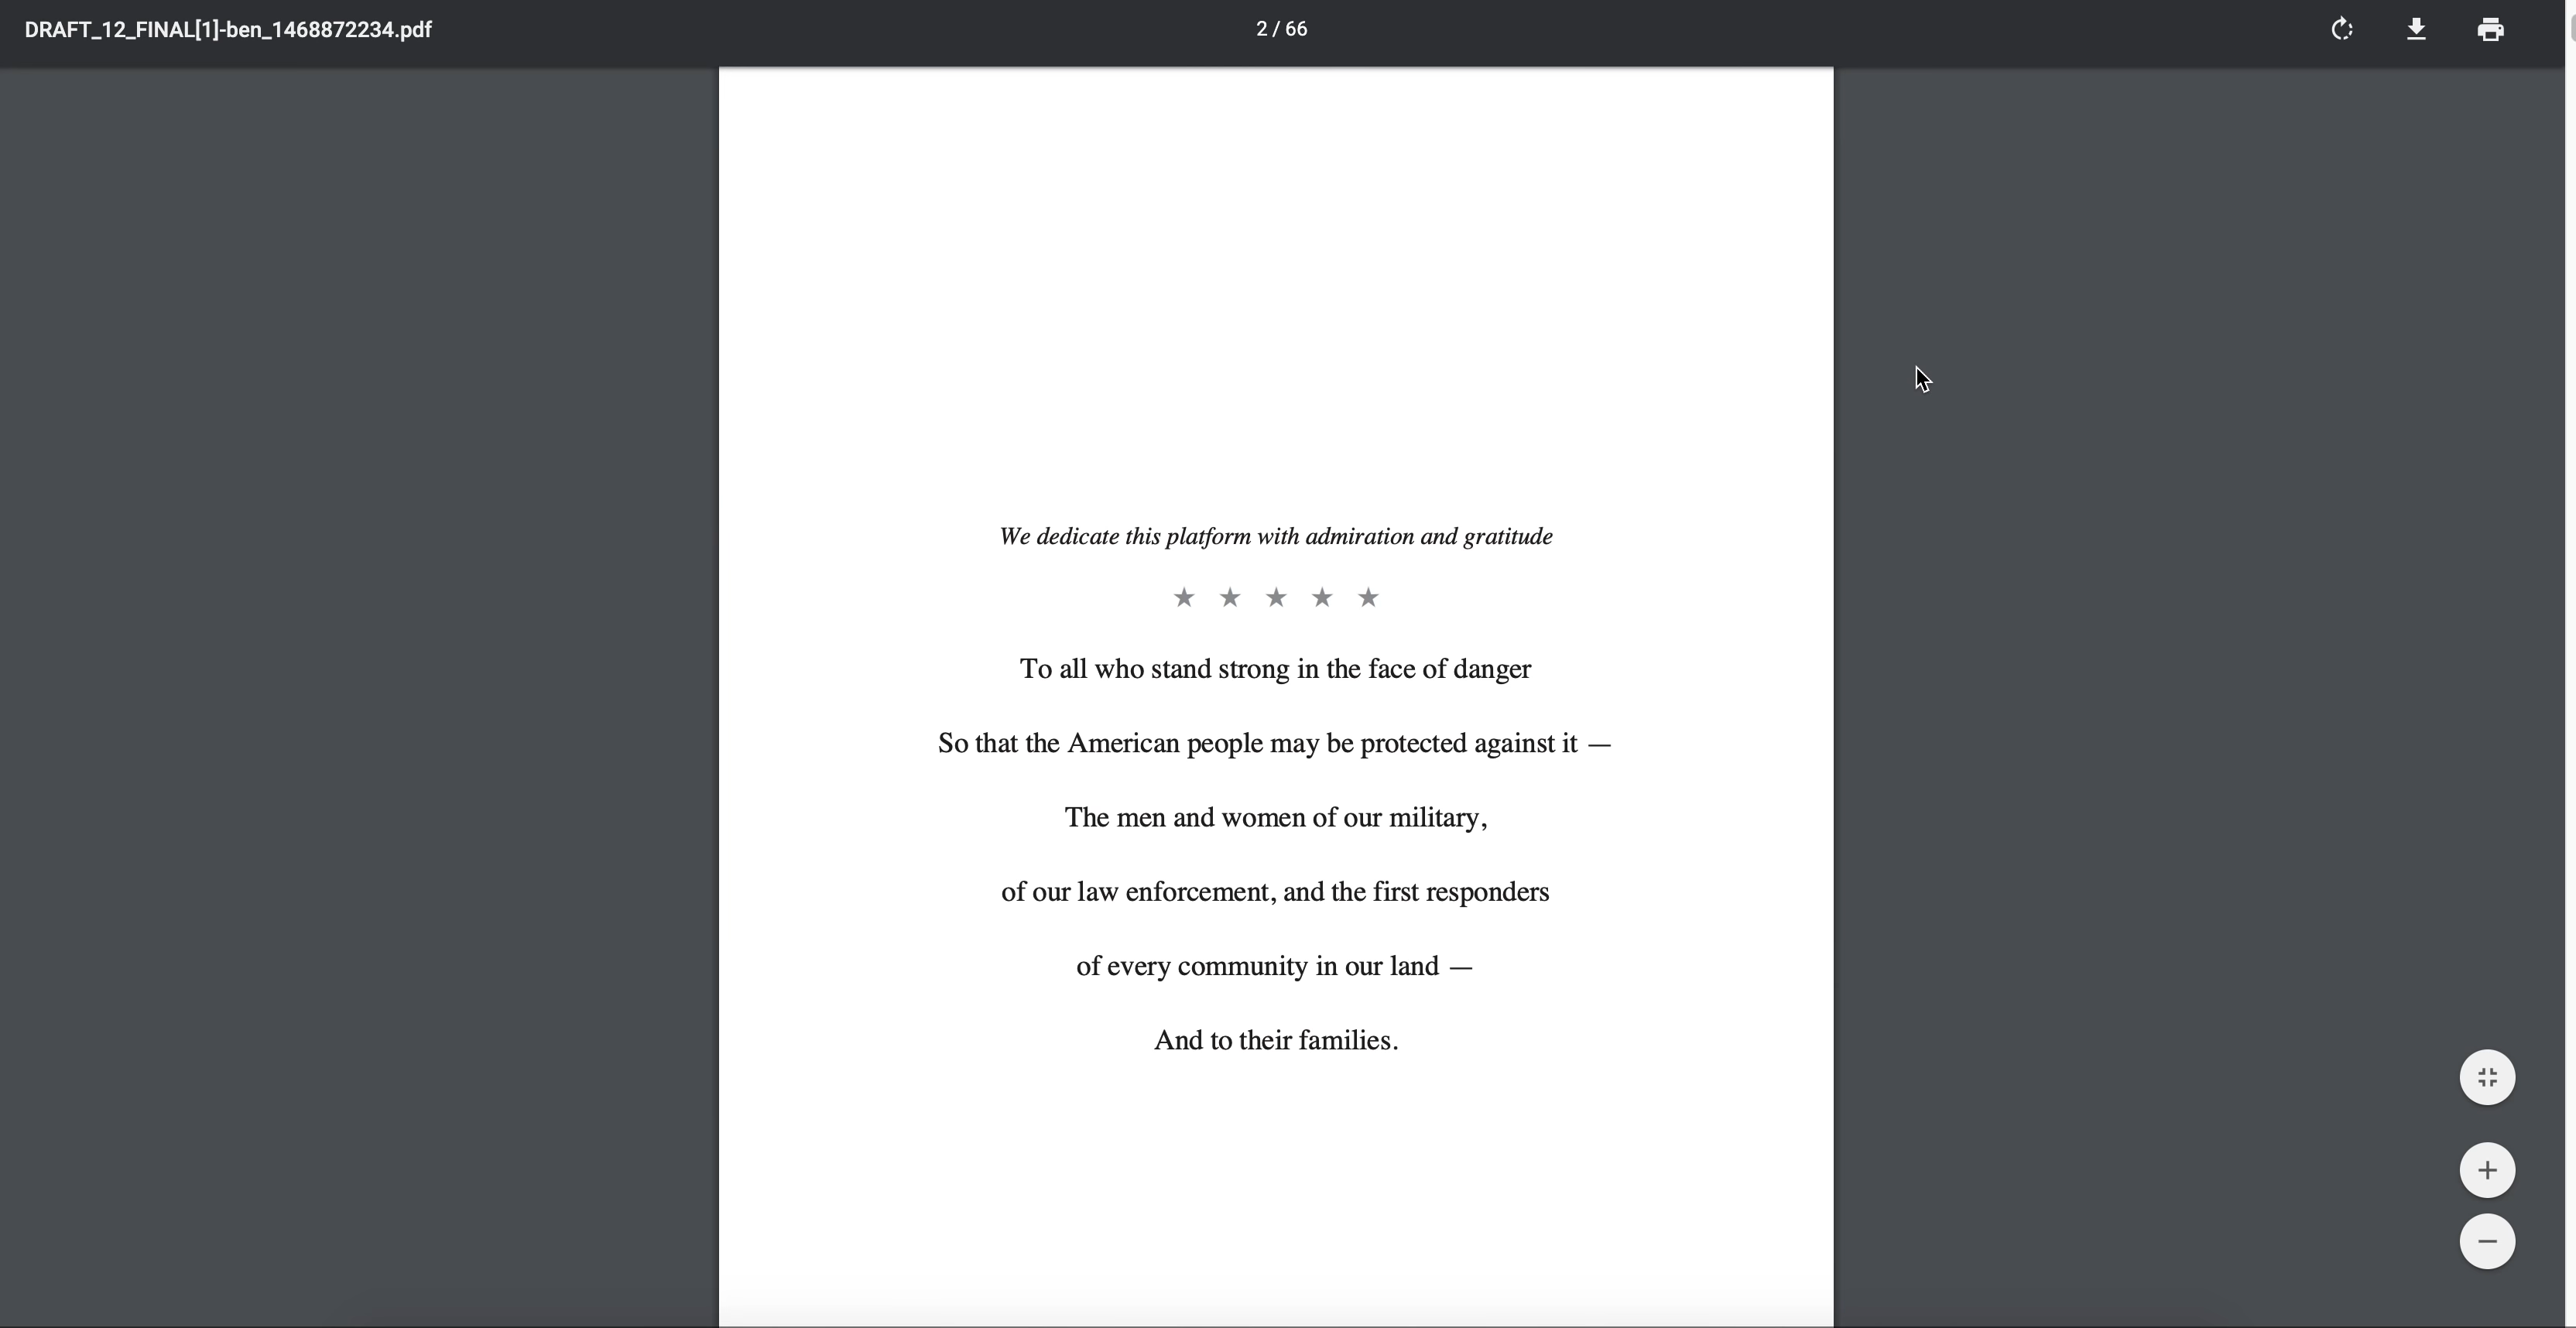 DRAFT_12_FINAL[1]-ben_1468872234.pdf
2 / 66
We dedicate this platform with admiration and gratitude
★ ★ ★ ★ ★
To all who stand strong in the face of danger
So that the American people may be protected against it —
The men and women of our military,
of our law enforcement, and the first responders
of every community in our land —
And to their families.